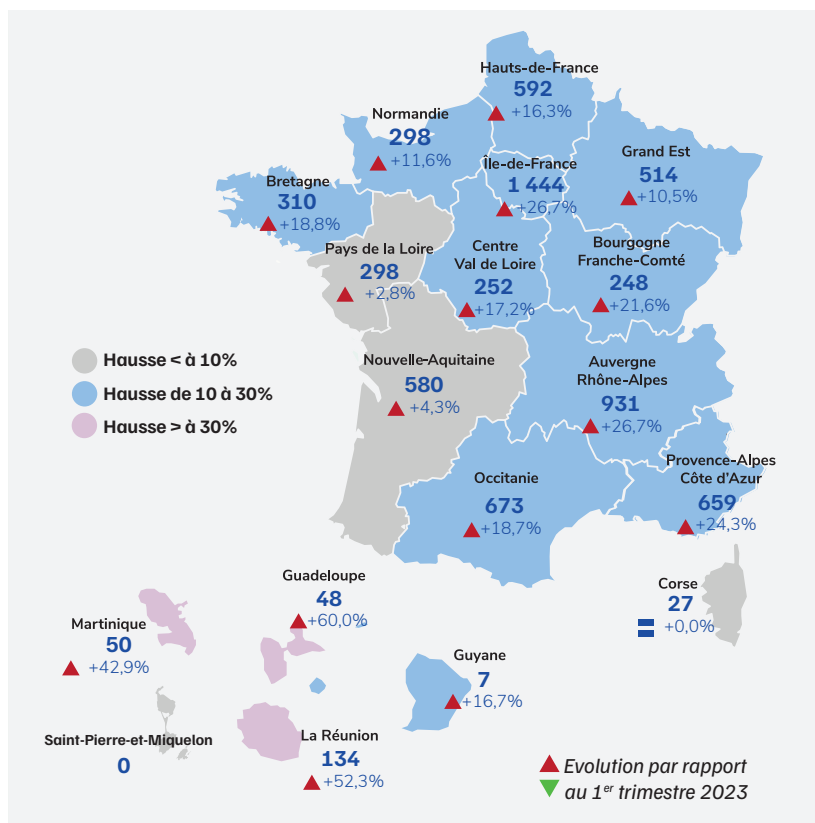 Hauts-de-France
592
+16,3%
Normandie
298
+11,6%
Île-de-France
1 444
+26,7%
Grand Est
514
+10,5%
Bretagne
310
+18,8%
Pays de la Loire
298
+2,8%
Centre
Val de Loire
252
+17,2%
Bourgogne
Franche-Comté
248
+21,6%
Hausse < à 10%
Hausse de 10 à 30%
Hausse > à 30%
Nouvelle-Aquitaine
580
+4,3%
Auvergne
Rhône-Alpes
931
+26,7%
Occitanie
673
+18,7%
Provence-Alpes
Côte d'Azur
659
+24,3%
Corse
27
+0,0%
Guadeloupe
48
+60,0%
Martinique
50
+42,9%
Guyane
7
+16,7%
Saint-Pierre-et-Miquelon
0
La Réunion
134
+52,3%
Evolution par rapport
au 1er trimestre 2023